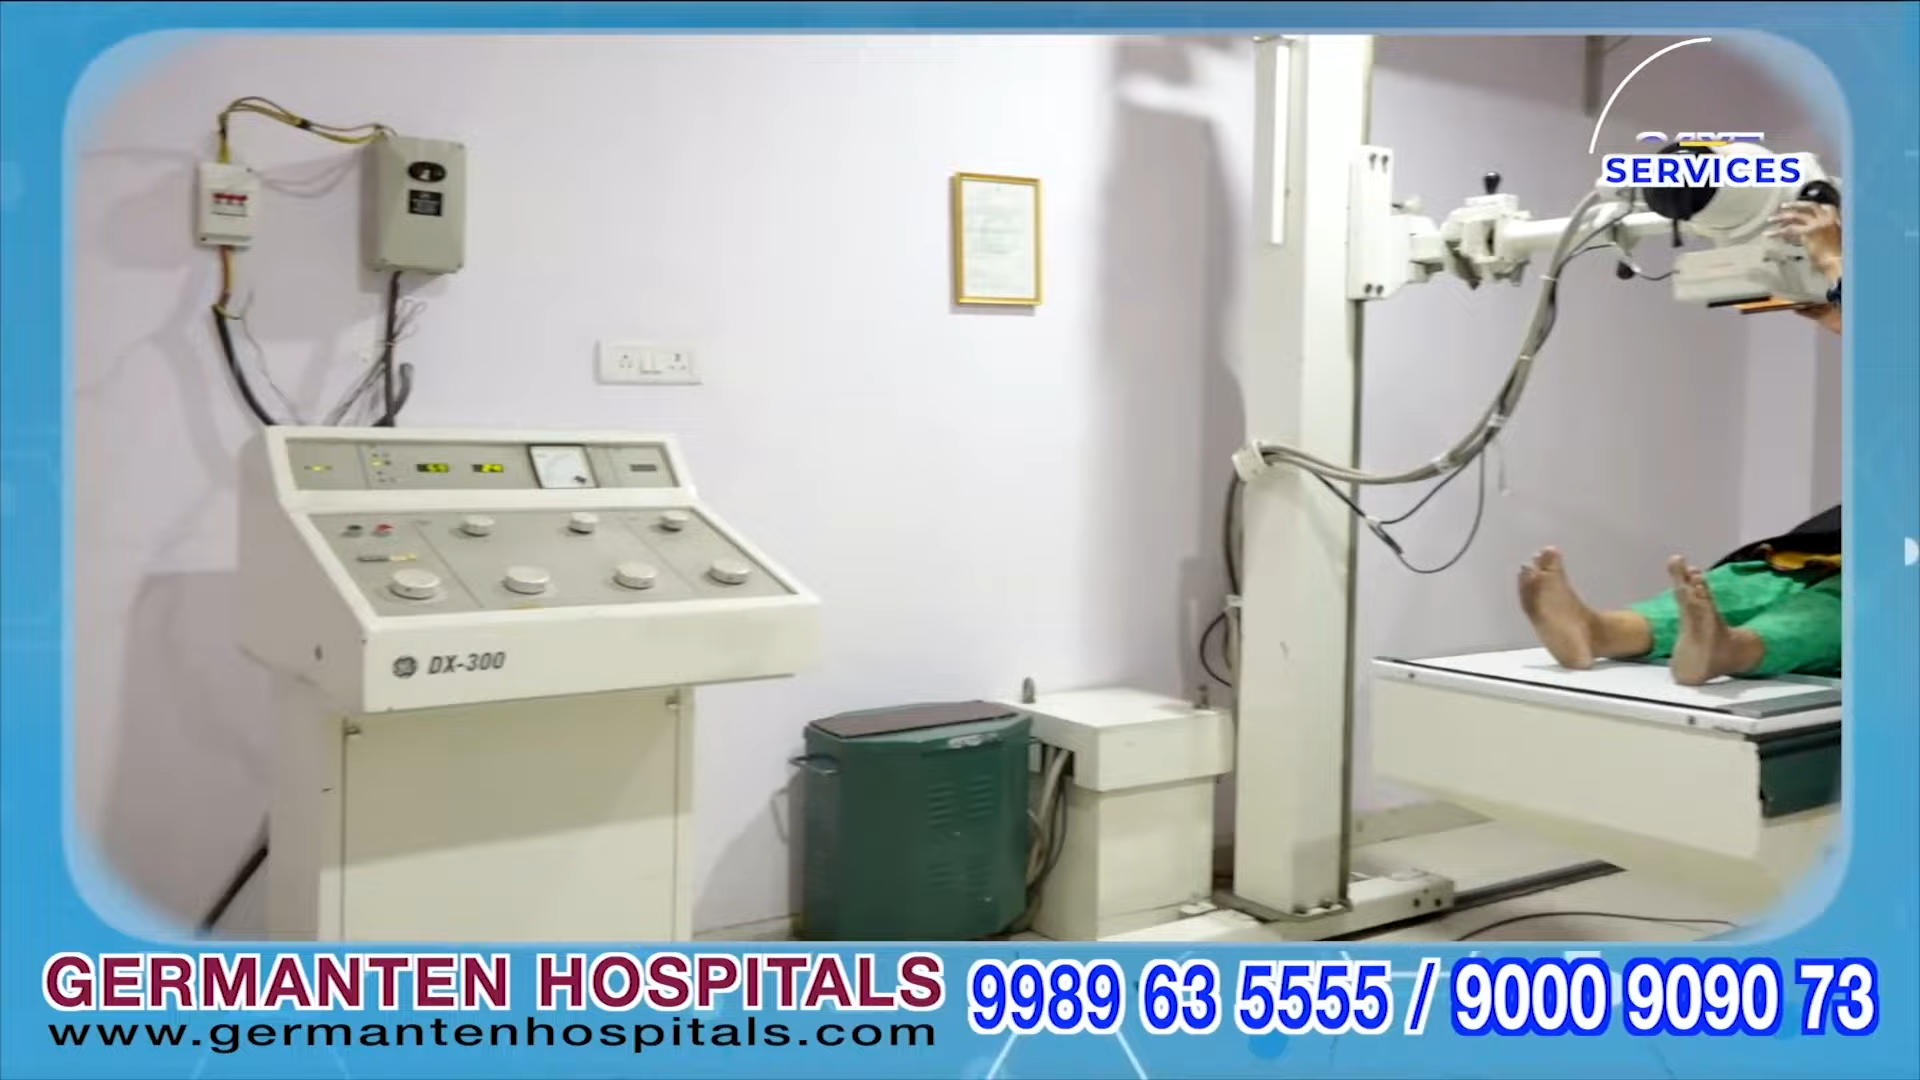 SERVICES
DX-300
GERMANTEN HOSPITALS
www.germantenhospitals.com
9989 63 5555 / 9000 9090 73